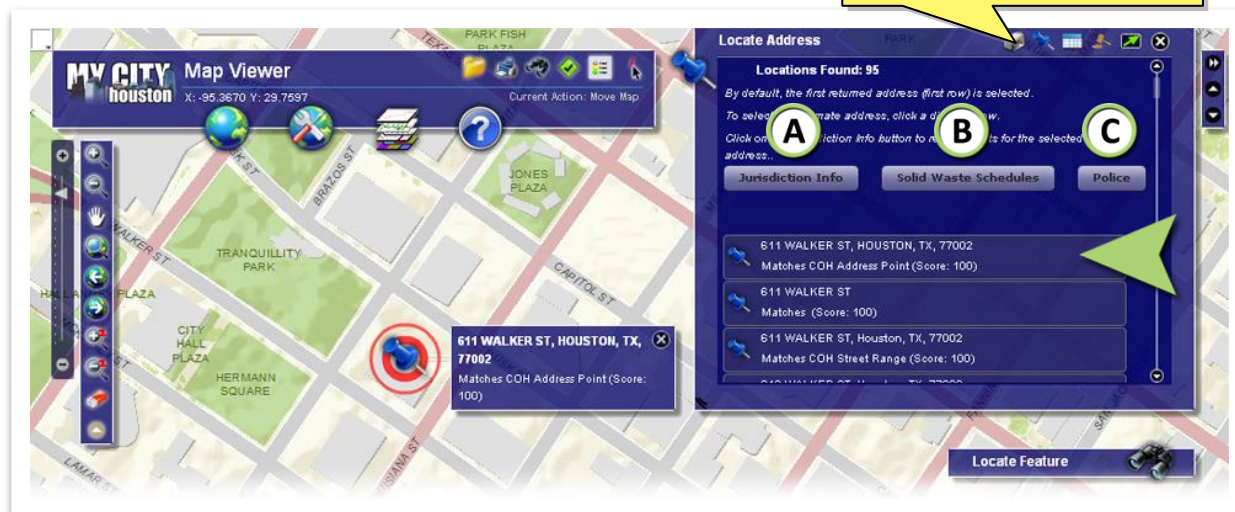 PARK FISH
PLAZA
MY CITY
houston
Map Viewer
X: -95.3670 Y: 29.7597
Current Action: Move Map
BRAZOS ST
JONES
PLAZA
WALKER ST
TRANQUILLITY
PARK
CAPITOL ST
PLAZA
CITY
HALL
PLAZA
HERMANN
SQUARE
LAMAR ST
611 WALKER ST, HOUSTON, TX,
77002
Matches COH Address Point (Score:
100)
Locate Address
PARK
Locations Found: 95
By default, the first returned address (first row) is selected.
address..
A
B
C
Jurisdiction Info
Solid Waste Schedules
Police
611 WALKER ST, HOUSTON, TX, 77002
Matches COH Address Point (Score: 100)
611 WALKER ST
Matches (Score: 100)
611 WALKER ST, Houston, TX, 77002
Matches COH Street Range (Score: 100)
Locate Feature